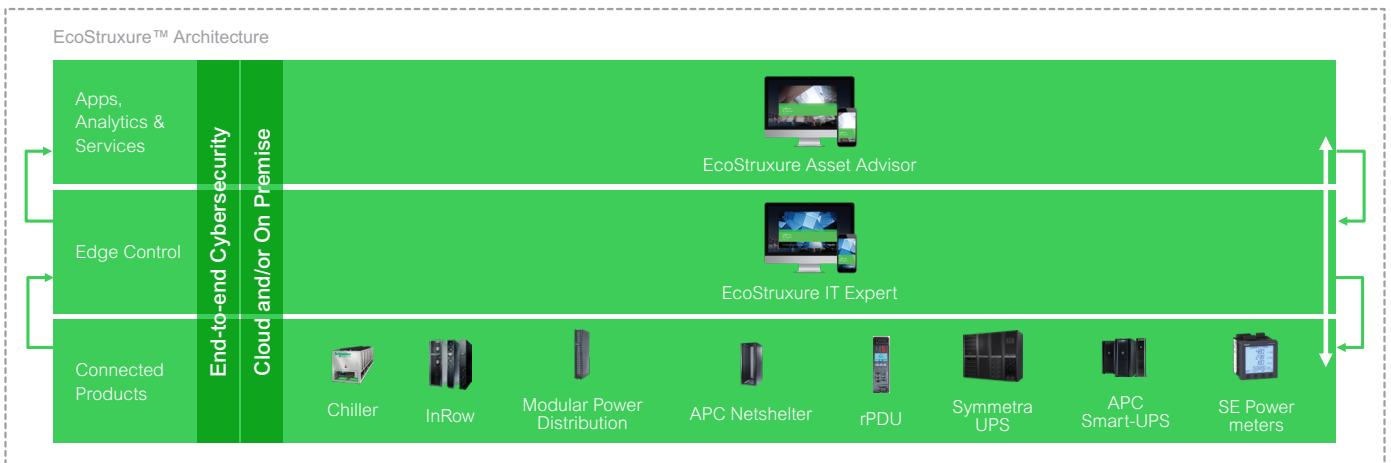 EcoStruxure™ Architecture
Apps,
Analytics &
Services
End-to-end Cybersecurity
Cloud and/or On Premise
EcoStruxure Asset Advisor
Edge Control
EcoStruxure IT Expert
Connected
Products
Chiller
InRow
Modular Power
Distribution
APC Netshelter
rPDU
Symmetra
UPS
APC
Smart-UPS
SE Power
meters